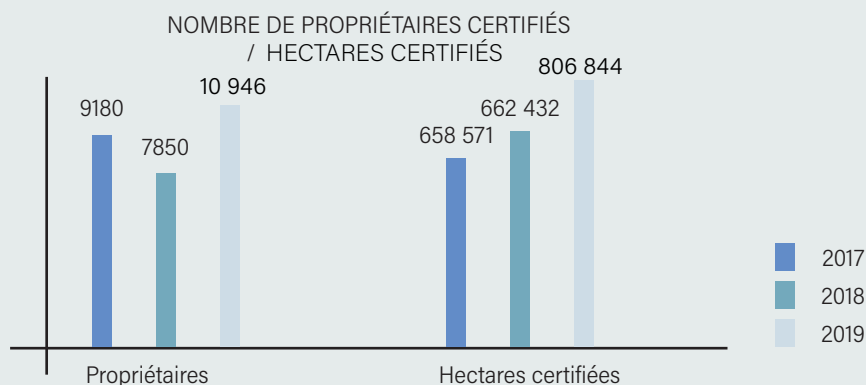 NOMBRE DE PROPRIÉTAIRES CERTIFIÉS
/ HECTARES CERTIFIÉS
9180
7850
10 946
658 571
662 432
806 844
2017
2018
2019
Propriétaires
Hectares certifiées